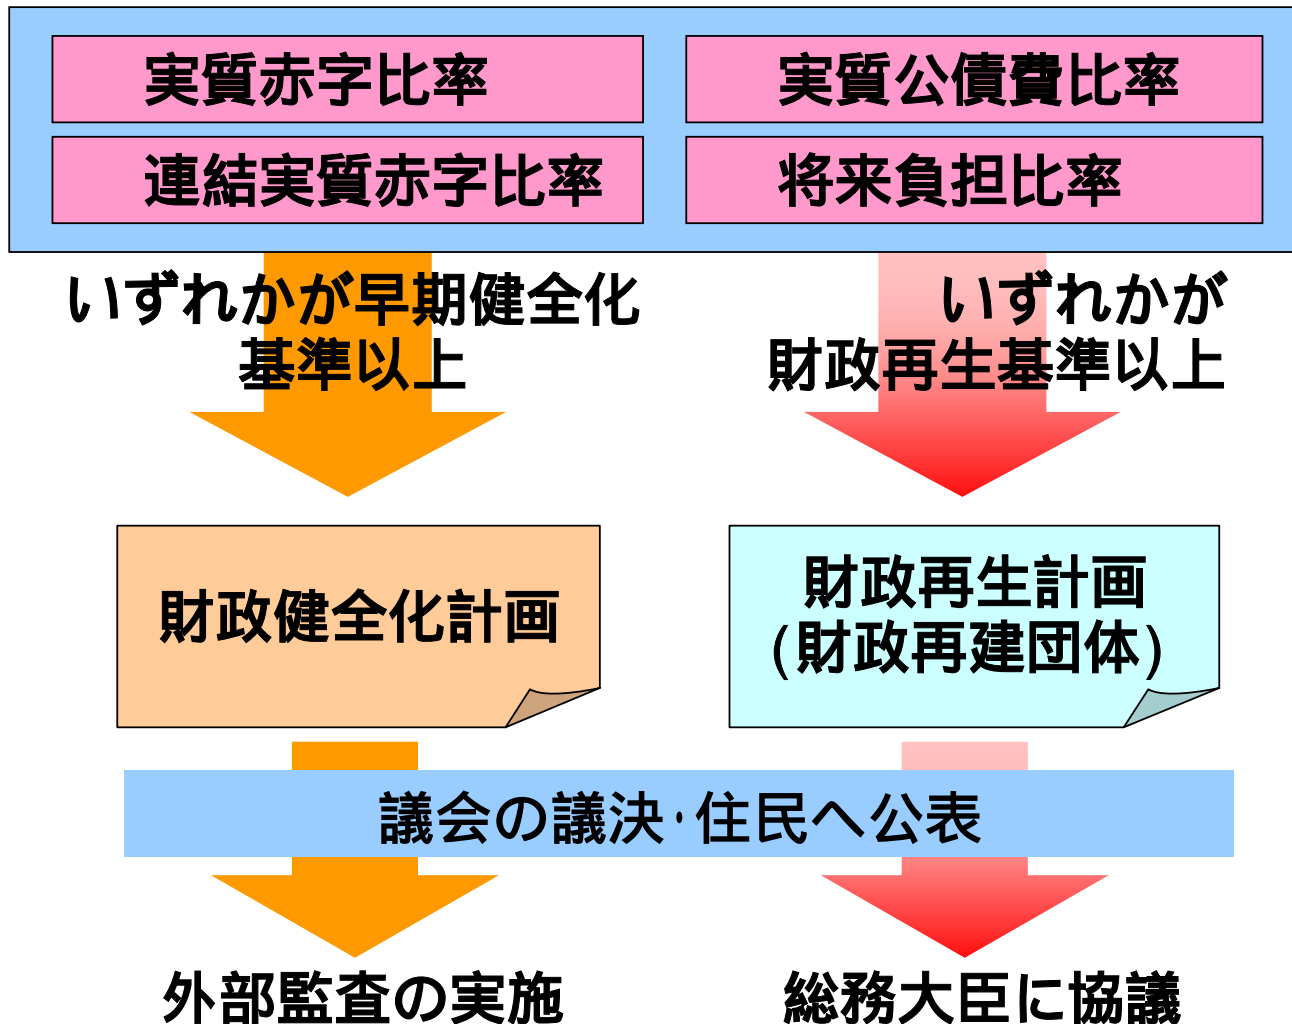 実質赤字比率
実質公債費比率
連結実質赤字比率
将来負担比率
いずれかが早期健全化
基準以上
いずれかが
財政再生基準以上
財政健全化計画
財政再生計画
(財政再建団体)
議会の議決・住民へ公表
外部監査の実施
総務大臣に協議